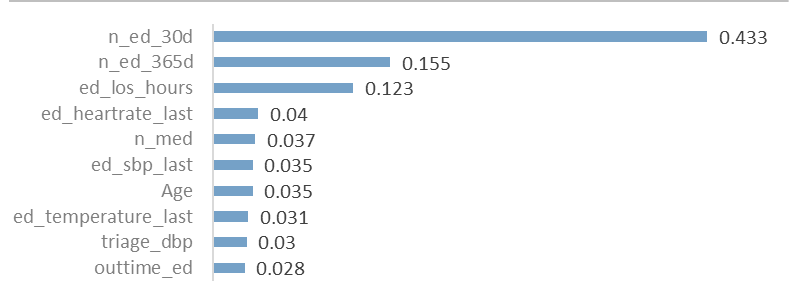 n_ed_30d 0.433
n_ed_365d 0.155
ed_los_hours 0.123
ed_heartrate_last 0.04
n_med 0.037
ed_sbp_last 0.035
Age 0.035
ed_temperature_last 0.031
triage_dbp 0.03
outtime_ed 0.028